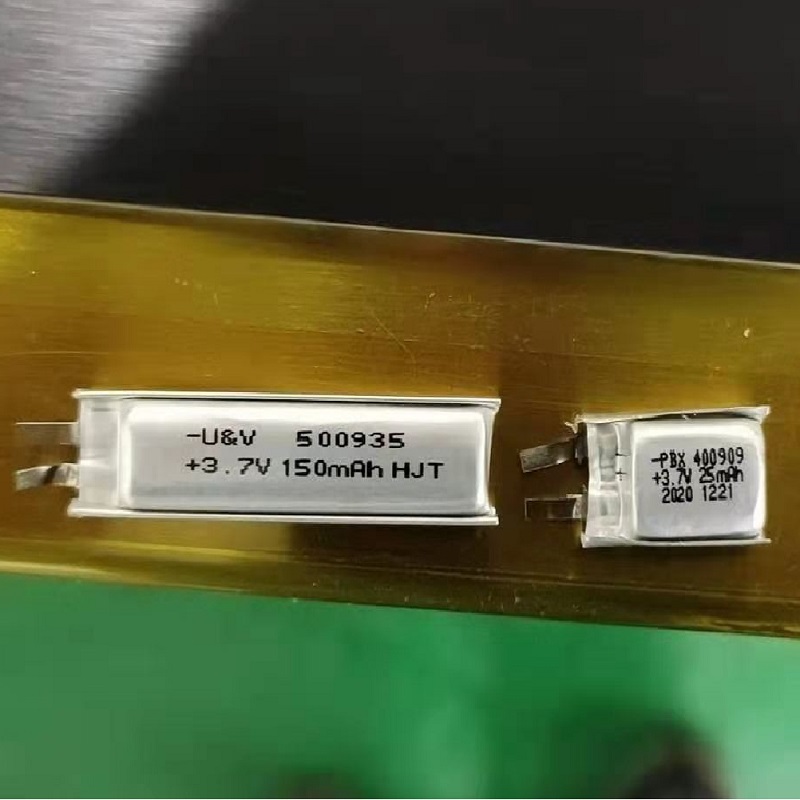 -U&V 500935
+3.7V 150mAh HJT
-PBX 400909
+3.7V 25mAh
2020 1221